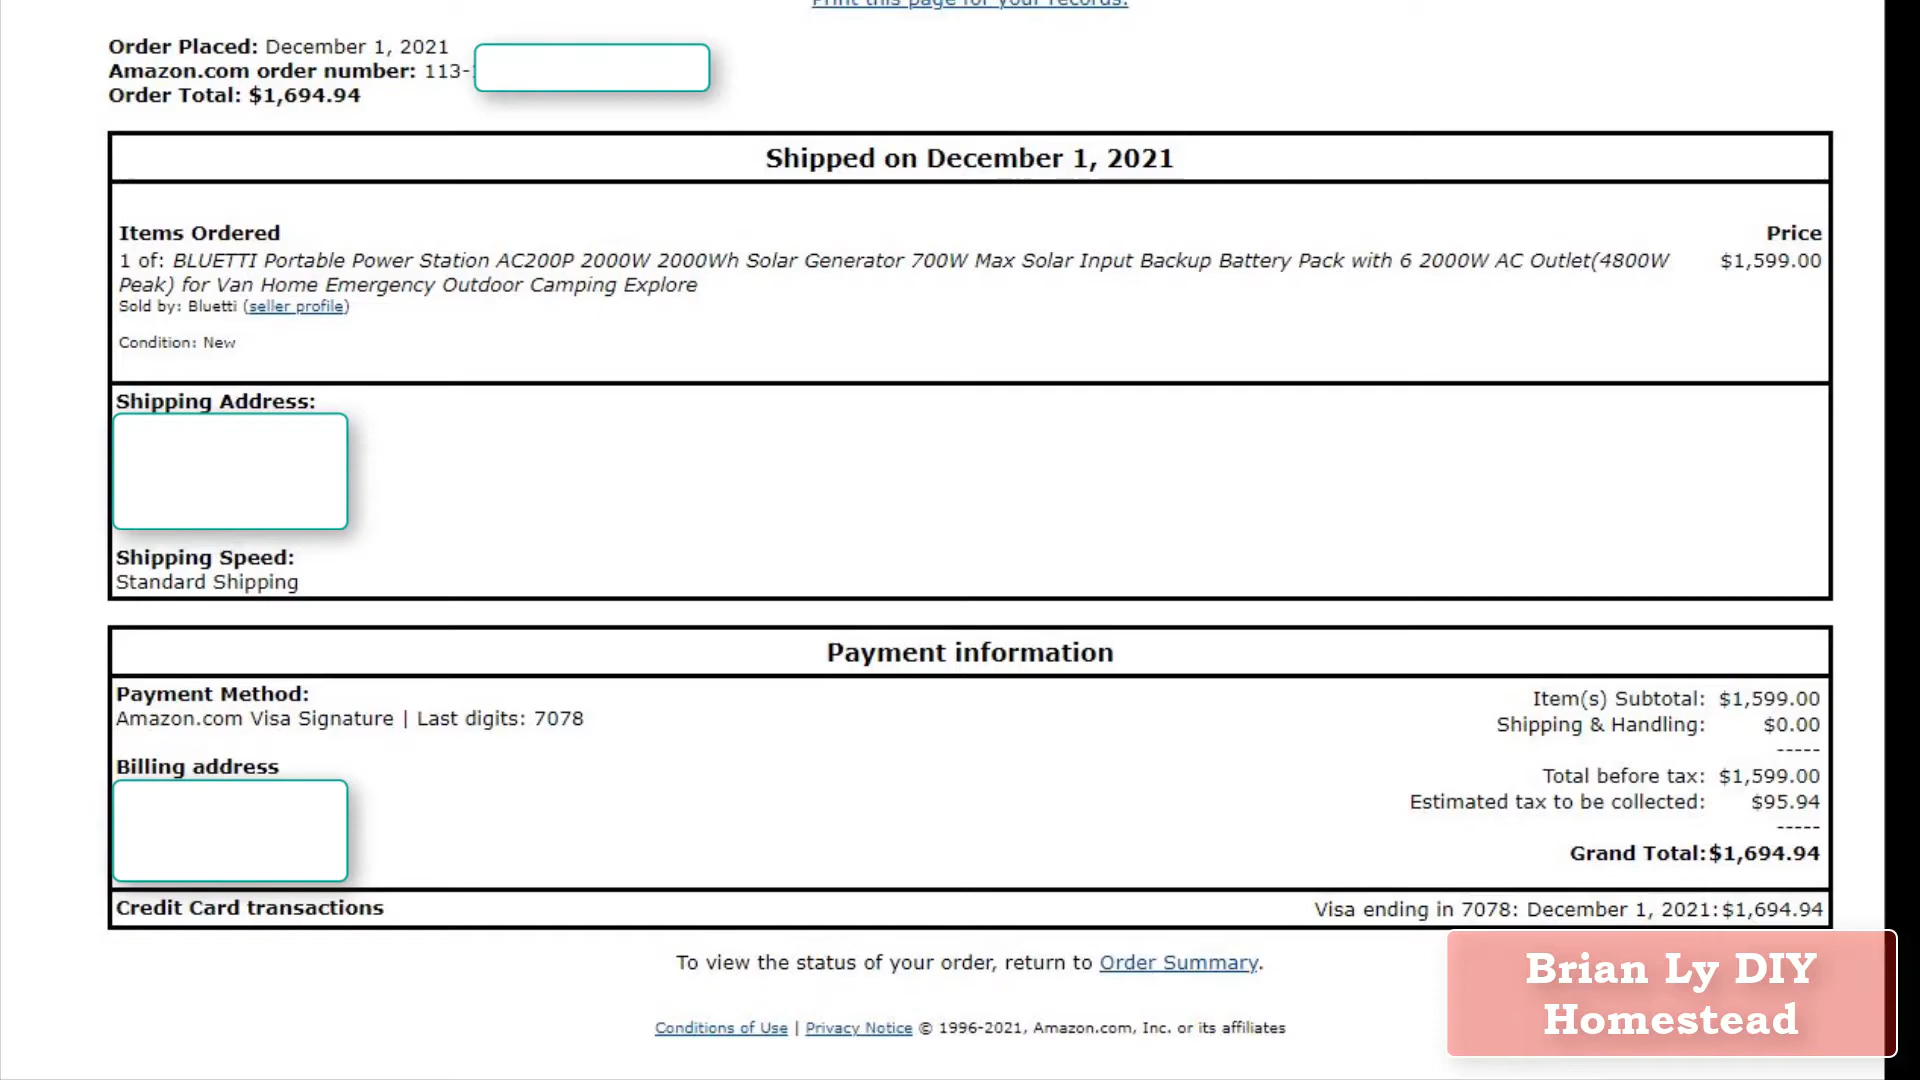 Print this page for your records.
Order Placed: December 1, 2021
Amazon.com order number: 113-
Order Total: $1,694.94
Shipped on December 1, 2021
Items Ordered Price
1 of: BLUETTI Portable Power Station AC200P 2000W 2000Wh Solar Generator 700W Max Solar Input Backup Battery Pack with 6 2000W AC Outlet(4800W $1,599.00
Peak) for Van Home Emergency Outdoor Camping Explore
Sold by: Bluetti (seller profile)
Condition: New
Shipping Address:
Shipping Speed:
Standard Shipping
Payment information
Payment Method:
Amazon.com Visa Signature | Last digits: 7078
Billing address
Item(s) Subtotal: $1,599.00
Shipping & Handling: $0.00
-----
Total before tax: $1,599.00
Estimated tax to be collected: $95.94
-----
Grand Total: $1,694.94
Credit Card transactions
Visa ending in 7078: December 1, 2021: $1,694.94
To view the status of your order, return to Order Summary.
Conditions of Use | Privacy Notice © 1996-2021, Amazon.com, Inc. or its affiliates
Brian Ly DIY
Homestead